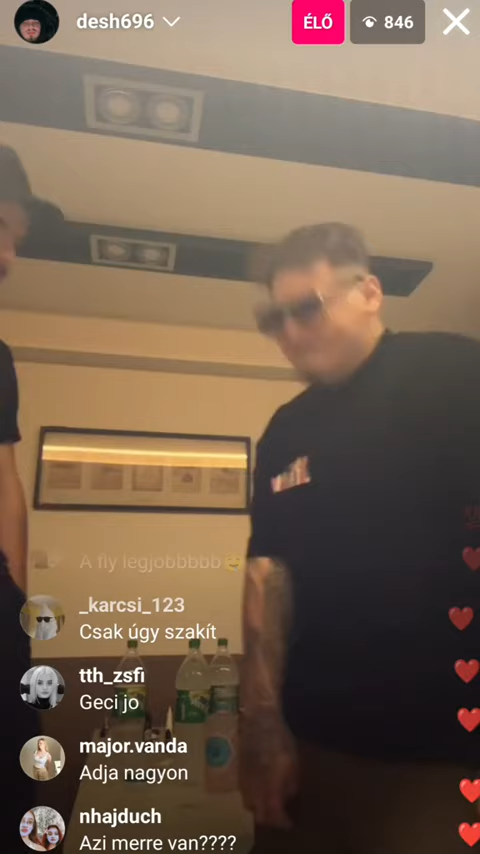 desh696
ÉLŐ
846
A fly legjobbbbb
_karcsi_123
Csak úgy szakít
tth_zsfi
Geci jo
major.vanda
Adja nagyon
nhajduch
Azi merre van????